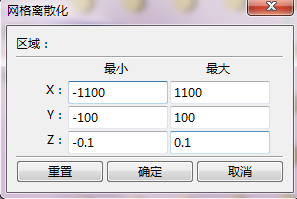 网格离散化
区域：
最小 最大
X： -1100 1100
Y： -100 100
Z： -0.1 0.1
重置 确定 取消